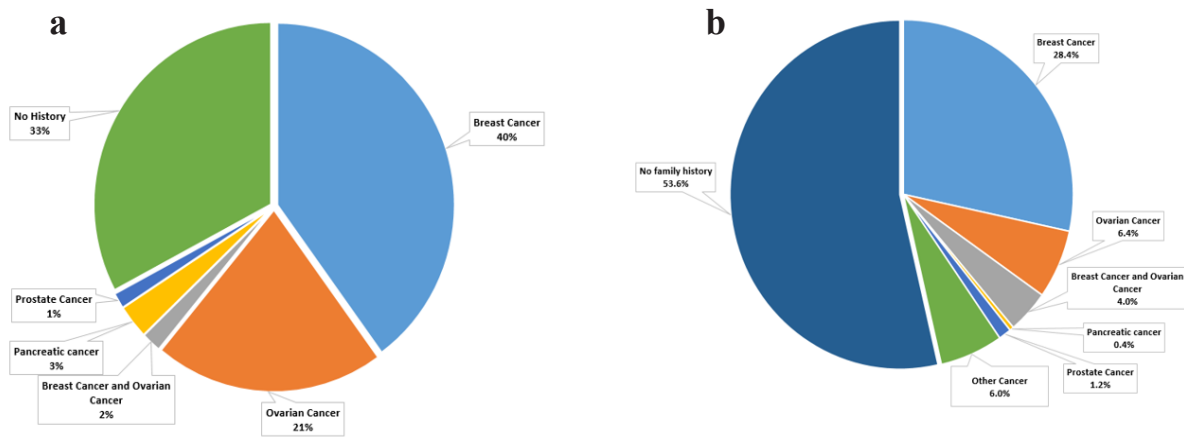 a
No History
33%
Breast Cancer
40%
Prostate Cancer
1%
Pancreatic cancer
3%
Breast Cancer and Ovarian
Cancer
2%
Ovarian Cancer
21%
b
Breast Cancer
28.4%
No family history
53.6%
Ovarian Cancer
6.4%
Breast Cancer and Ovarian
Cancer
4.0%
Pancreatic cancer
0.4%
Prostate Cancer
1.2%
Other Cancer
6.0%